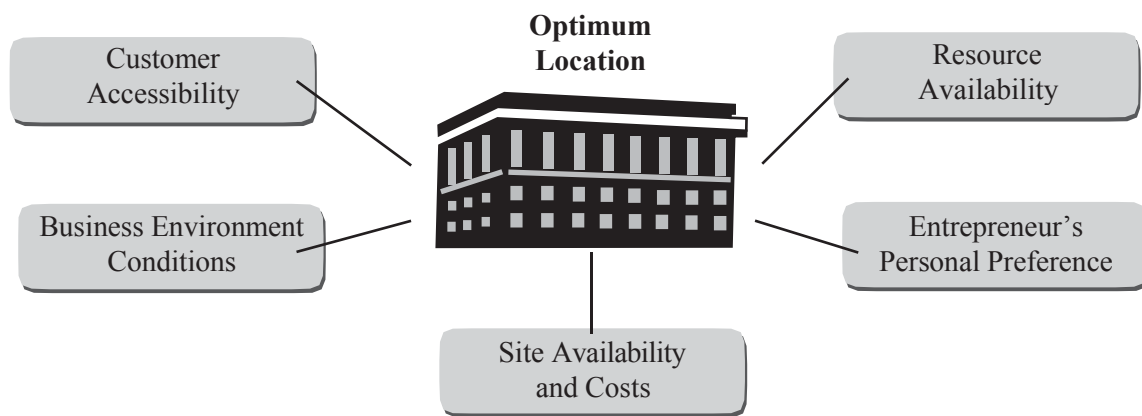 Optimum
Location
Customer
Accessibility
Resource
Availability
Business Environment
Conditions
Entrepreneur’s
Personal Preference
Site Availability
and Costs